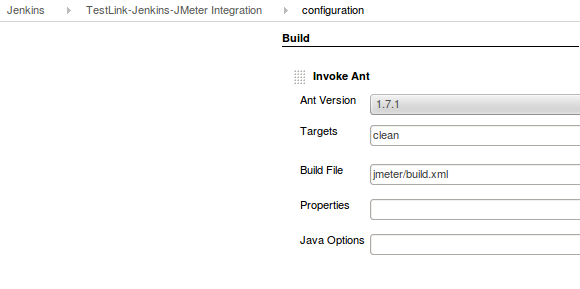 Jenkins TestLink-Jenkins-JMeter Integration configuration
Build
Invoke Ant
Ant Version 1.7.1
Targets clean
Build File jmeter/build.xml
Properties
Java Options